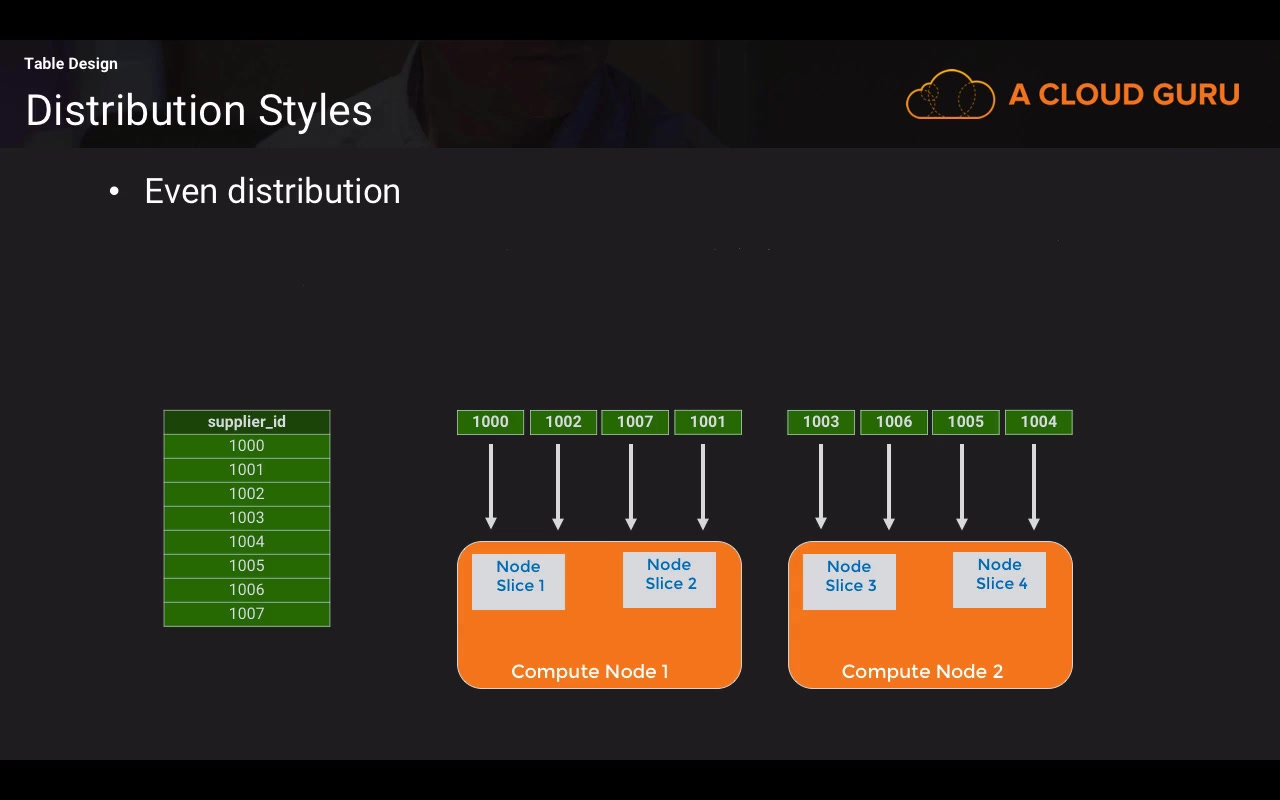 Table Design
Distribution Styles
A CLOUD GURU
• Even distribution
supplier_id
1000
1001
1002
1003
1004
1005
1006
1007
1000 1002 1007 1001
1003 1006 1005 1004
Node
Slice 1
Node
Slice 2
Compute Node 1
Node
Slice 3
Node
Slice 4
Compute Node 2